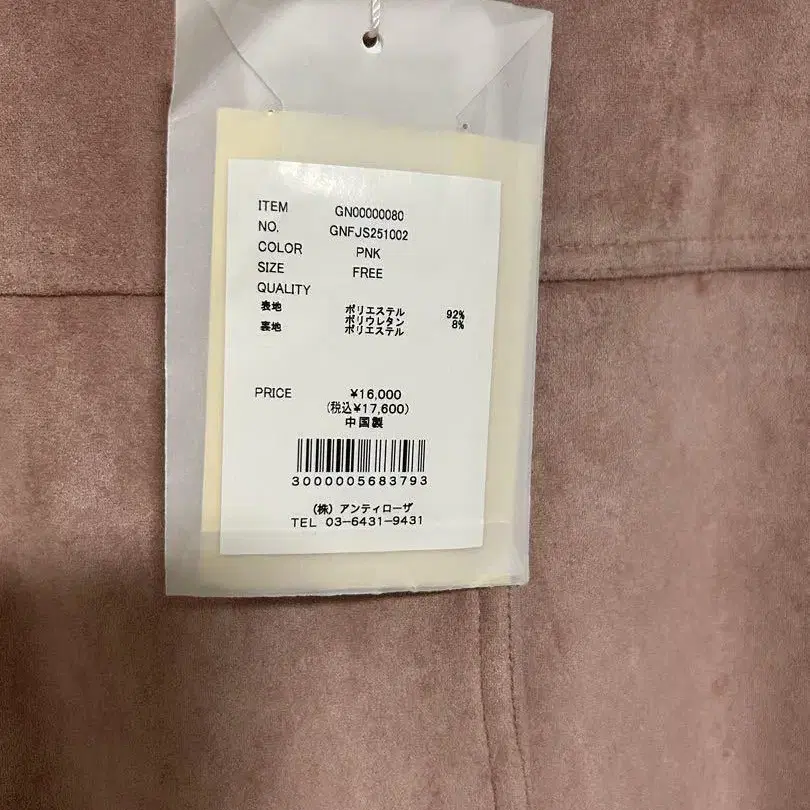 ITEM GN00000080
NO. GNFJS251002
COLOR PNK
SIZE FREE
QUALITY
表地 ポリエステル 92%
ポリウレタン 8%
裏地 ポリエステル
PRICE ¥16,000
(税込¥17,600)
中国製
3000005683793
(株) アンティローザ
TEL 03-6431-9431